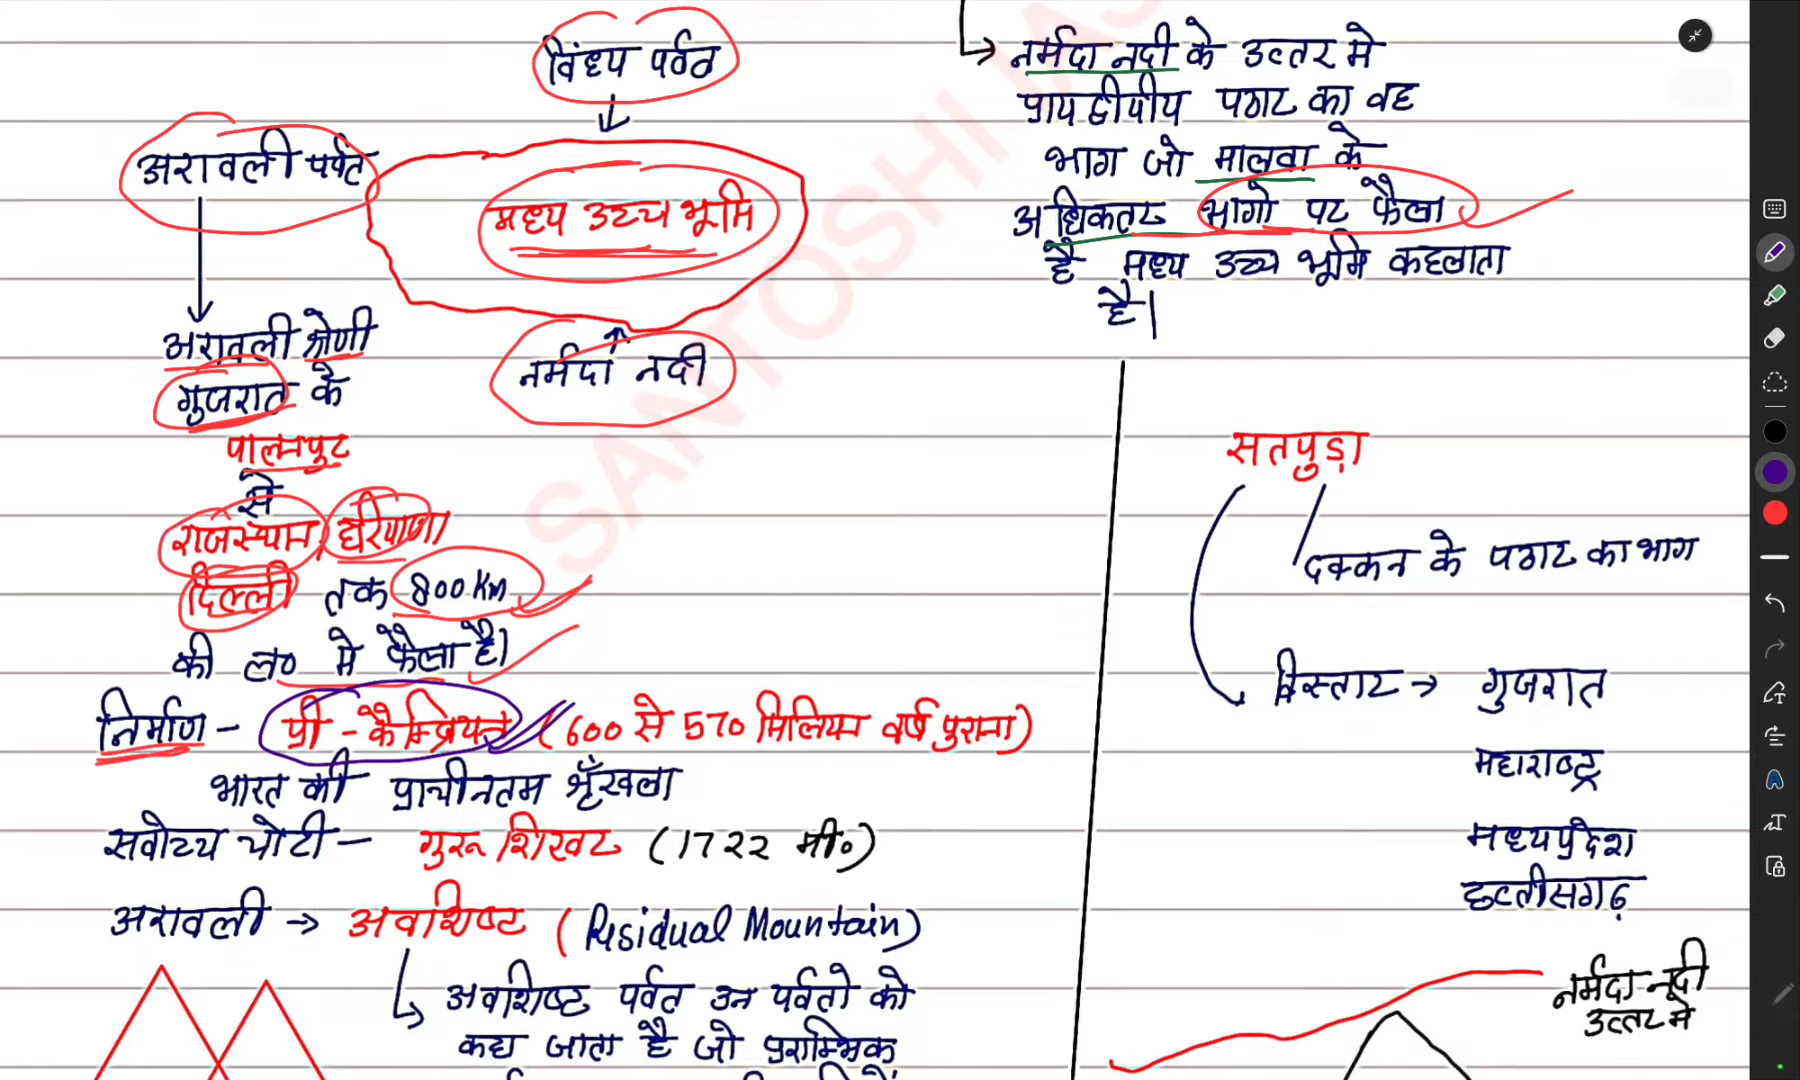 विंध्य पर्वत
अरावली पर्वत
मध्य उच्च भूमि
नर्मदा नदी
अरावली श्रेणी
गुजरात के
पालनपुर
से
राजस्थान, हरियाणा
दिल्ली तक 800 Km
की ल० मे फैला है।
निर्माण - प्री - कैम्ब्रियन (600 से 570 मिलियन वर्ष पुराना)
भारत की प्राचीनतम श्रृंखला
सर्वोच्च चोटी - गुरु शिखर (1722 मी०)
अरावली → अवशिष्ट (Residual Mountain)
अवशिष्ट पर्वत उन पर्वतो को
कहा जाता है जो प्रारम्भिक
→ नर्मदा नदी के उत्तर मे
प्रायद्वीपीय पठार का वह
भाग जो मालवा के
अधिकतर भागो पर फैला
है मध्य उच्च भूमि कहलाता
है।
सतपुड़ा
दक्कन के पठार का भाग
विस्तार → गुजरात
महाराष्ट्र
मध्यप्रदेश
छत्तीसगढ़
नर्मदा नदी
उत्तर मे
SANTOSHI IAS